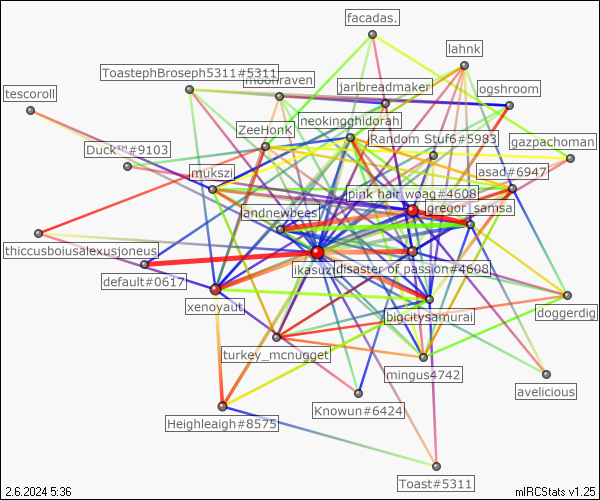 facadas.
lahnk
ToastephBroseph5311#5311
moonraven
jarlbreadmaker
ogshroom
tescoroll
neokingghidorah
ZeeHonK
Random Stuf6#5983
gazpachoman
Duck™#9103
mukszi
asad#6947
pink hair woag#4608
gregor_samsa
landnewbees
thiccusboiusalexusjoneus
default#0617
ikasuzi
disaster of passion#4608
xenoyaut
bigcitysamurai
doggerdig
turkey_mcnugget
mingus4742
avelicious
Knowun#6424
Heighleaigh#8575
Toast#5311
2.6.2024 5:36
mIRCStats v1.25